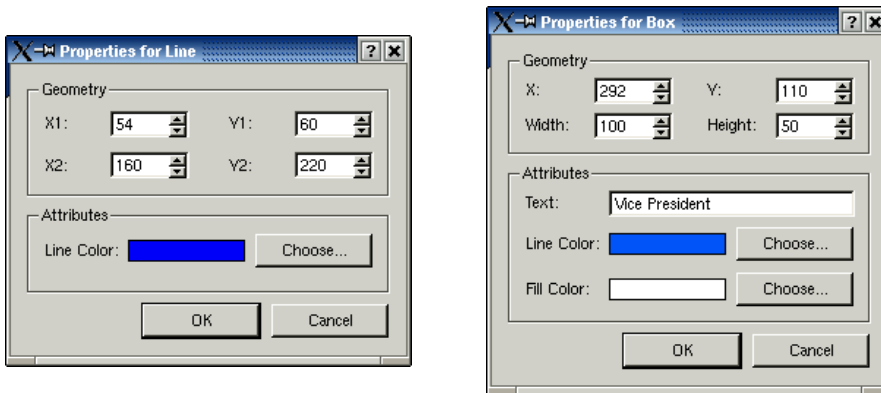 Properties for Line
?
Geometry
X1: 54 Y1: 60
X2: 160 Y2: 220
Attributes
Line Color: Choose...
OK Cancel
Properties for Box
?
Geometry
X: 292 Y: 110
Width: 100 Height: 50
Attributes
Text: Vice President
Line Color: Choose...
Fill Color: Choose...
OK Cancel